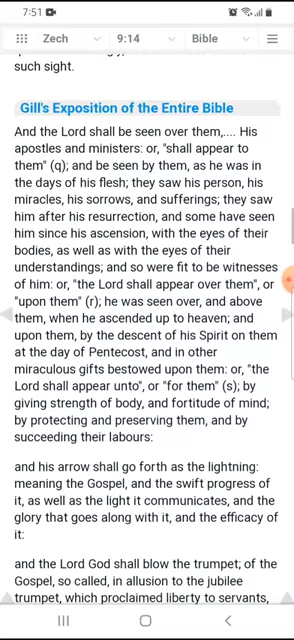 7:51
Zech 9:14 Bible
such sight.
Gill's Exposition of the Entire Bible
And the Lord shall be seen over them,.... His
apostles and ministers: or, "shall appear to
them" (q); and be seen by them, as he was in
the days of his flesh; they saw his person, his
miracles, his sorrows, and sufferings; they saw
him after his resurrection, and some have seen
him since his ascension, with the eyes of their
bodies, as well as with the eyes of their
understandings; and so were fit to be witnesses
of him: or, "the Lord shall appear over them", or
"upon them" (r); he was seen over, and above
them, when he ascended up to heaven; and
upon them, by the descent of his Spirit on them
at the day of Pentecost, and in other
miraculous gifts bestowed upon them: or, "the
Lord shall appear unto", or "for them" (s); by
giving strength of body, and fortitude of mind;
by protecting and preserving them, and by
succeeding their labours:
and his arrow shall go forth as the lightning:
meaning the Gospel, and the swift progress of
it, as well as the light it communicates, and the
glory that goes along with it, and the efficacy of
it:
and the Lord God shall blow the trumpet; of the
Gospel, so called, in allusion to the jubilee
trumpet, which proclaimed liberty to servants,